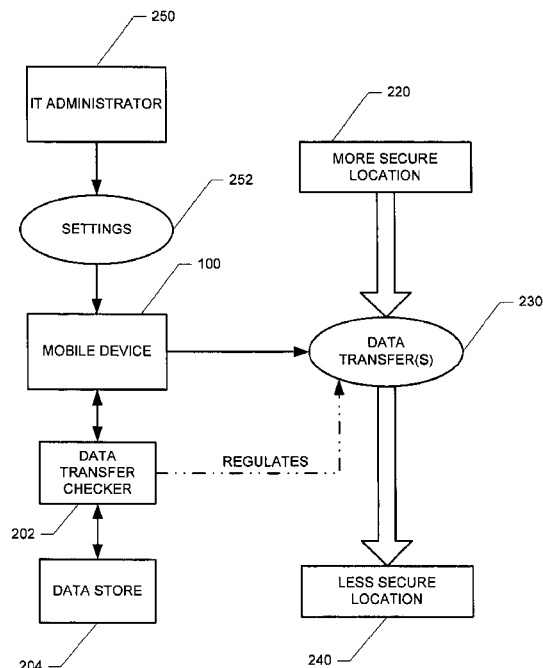 250
IT ADMINISTRATOR
220
MORE SECURE
LOCATION
252
SETTINGS
100
230
MOBILE DEVICE
DATA
TRANSFER(S)
DATA
TRANSFER
CHECKER
REGULATES
202
DATA STORE
LESS SECURE
LOCATION
204
240